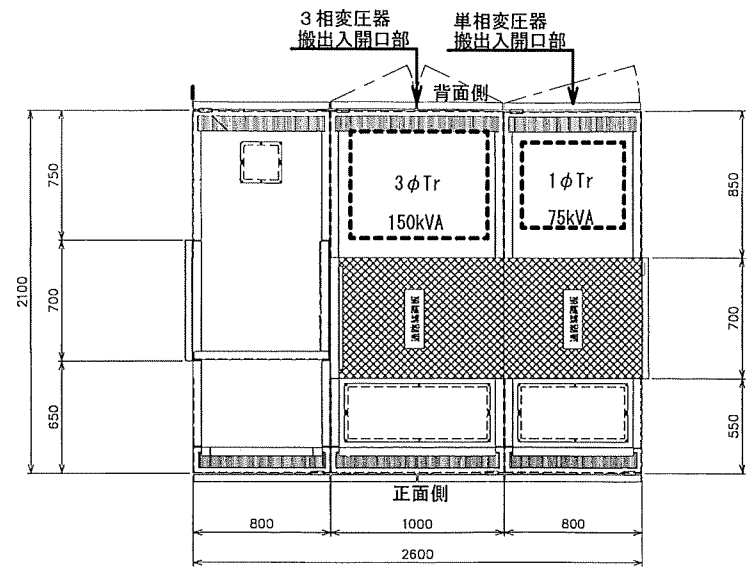 3相変圧器
搬出入開口部
単相変圧器
搬出入開口部
背面側
3φTr
150kVA
1φTr
75kVA
750
700
650
2100
850
700
550
正面側
800
1000
800
2600